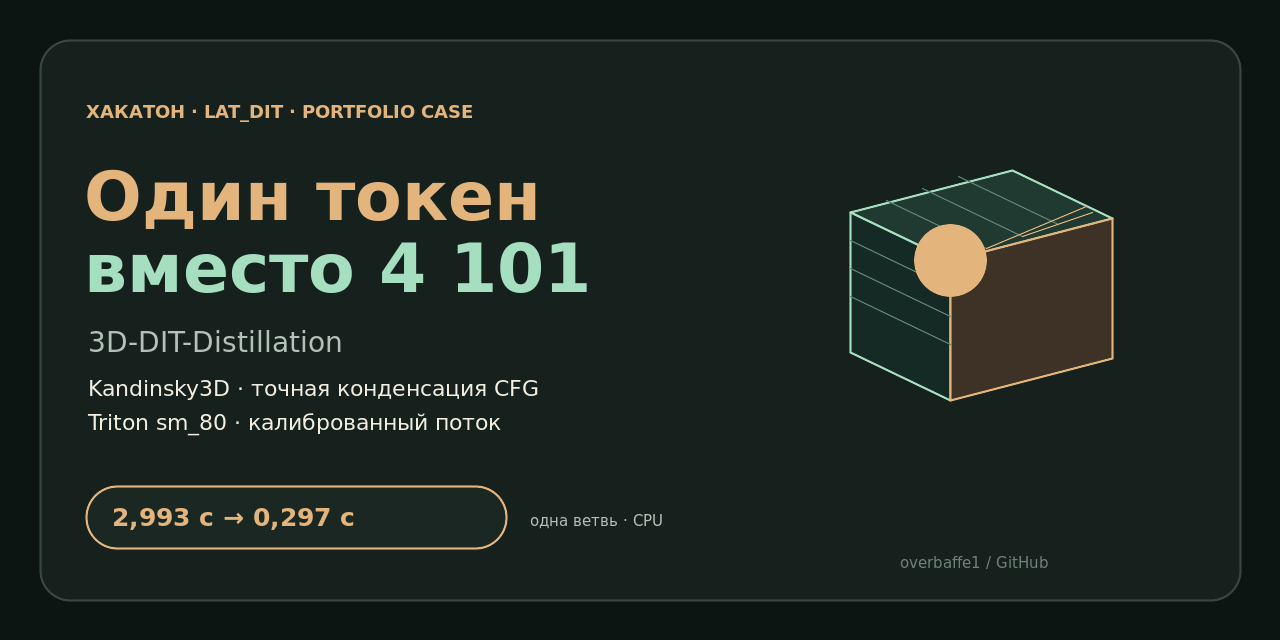 ХАКАТОН · LAT_DIT · PORTFOLIO CASE
Один токен
вместо 4 101
3D-DIT-Distillation
Kandinsky3D · точная конденсация CFG
Triton sm_80 · калиброванный поток
2,993 с → 0,297 с
одна ветвь · CPU
overbaffe1 / GitHub